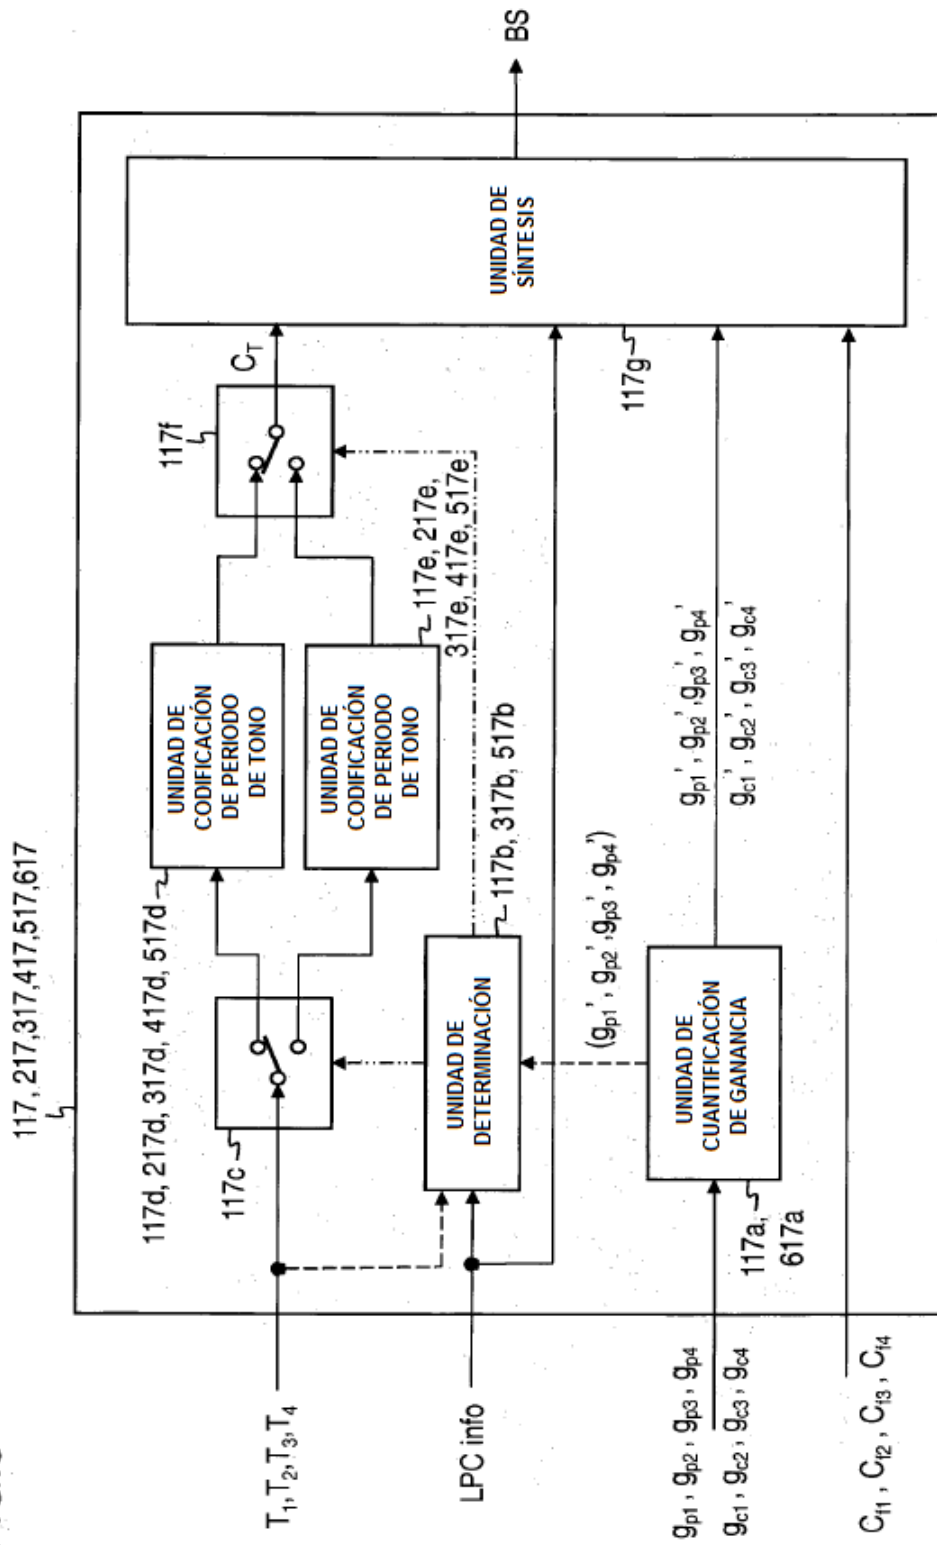 117, 217,317,417,517,617
BS
UNIDAD DE
SÍNTESIS
117g
C_T
117f
117e, 217e,
317e, 417e, 517e
UNIDAD DE
CODIFICACIÓN
DE PERIODO
DE TONO
UNIDAD DE
CODIFICACIÓN
DE PERIODO
DE TONO
117d, 217d, 317d, 417d, 517d
117c
117b, 317b, 517b
UNIDAD DE
DETERMINACIÓN
(g_p1', g_p2', g_p3', g_p4')
g_p1', g_p2', g_p3', g_p4'
g_c1', g_c2', g_c3', g_c4'
UNIDAD DE
CUANTIFICACIÓN
DE GANANCIA
117a,
617a
T_1, T_2, T_3, T_4
LPC info
g_p1, g_p2, g_p3, g_p4
g_c1, g_c2, g_c3, g_c4
C_f1, C_f2, C_f3, C_f4